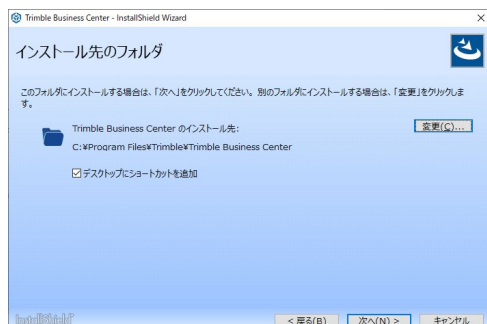 Trimble Business Center - InstallShield Wizard
インストール先のフォルダ
このフォルダにインストールする場合は、「次へ」をクリックしてください。別のフォルダにインストールする場合は、「変更」をクリックしま
す。
Trimble Business Center のインストール先:
変更(C)...
C:¥Program Files¥Trimble¥Trimble Business Center
デスクトップにショートカットを追加
InstallShield
< 戻る(B)
次へ(N) >
キャンセル